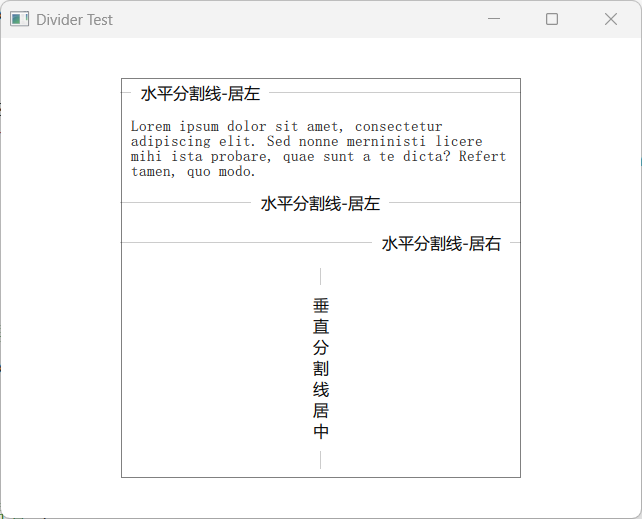 Divider Test
水平分割线-居左
Lorem ipsum dolor sit amet, consectetur
adipiscing elit. Sed nonne merninisti licere
mihi ista probare, quae sunt a te dicta? Refert
tamen, quo modo.
水平分割线-居左
水平分割线-居右
垂
直
分
割
线
居
中